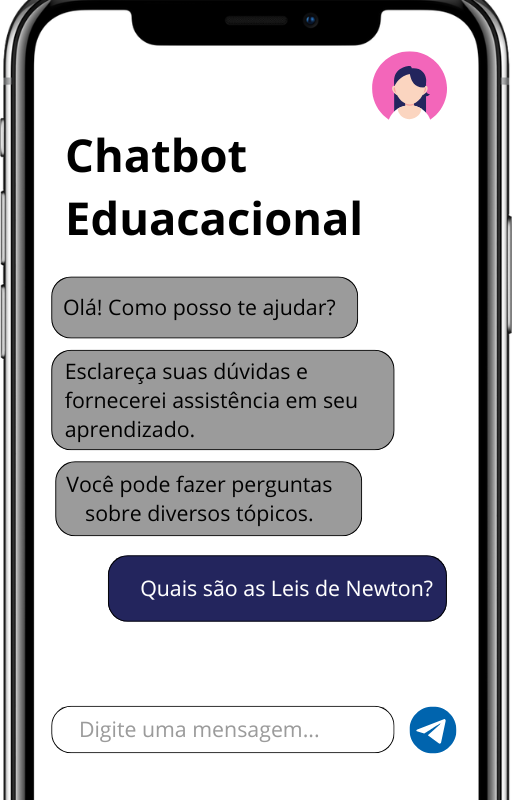 Chatbot
Eduacacional
Olá! Como posso te ajudar?
Esclareça suas dúvidas e
fornecerei assistência em seu
aprendizado.
Você pode fazer perguntas
sobre diversos tópicos.
Quais são as Leis de Newton?
Digite uma mensagem...